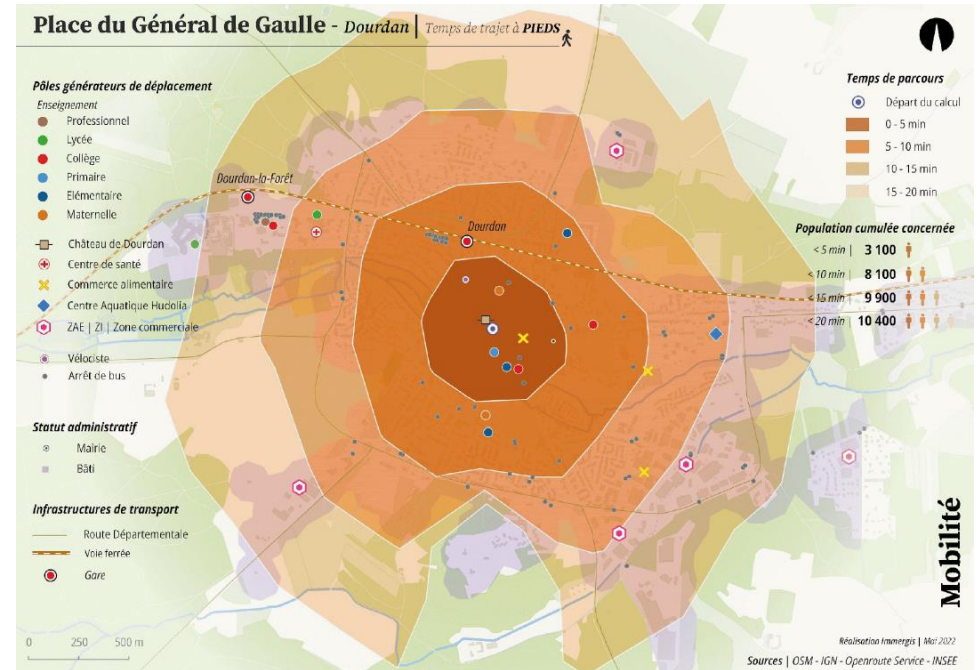 Place du Général de Gaulle - Dourdan | Temps de trajet à PIEDS
Pôles générateurs de déplacement
Enseignement
Professionnel
Lycée
Collège
Primaire
Elémentaire
Maternelle
Château de Dourdan
Centre de santé
Commerce alimentaire
Centre Aquatique Hudolia
ZAE | ZI | Zone commerciale
Vélociste
Arrêt de bus
Statut administratif
Mairie
Bâti
Infrastructures de transport
Route Départementale
Voie ferrée
Gare
0 250 500 m
Dourdan-la-Forêt
Dourdan
Temps de parcours
Départ du calcul
0 - 5 min
5 - 10 min
10 - 15 min
15 - 20 min
Population cumulée concernée
< 5 min | 3 100
< 10 min | 8 100
< 15 min | 9 900
< 20 min | 10 400
Mobilité
Réalisation Immergis | Mai 2022
Sources | OSM - IGN - Openroute Service - INSEE